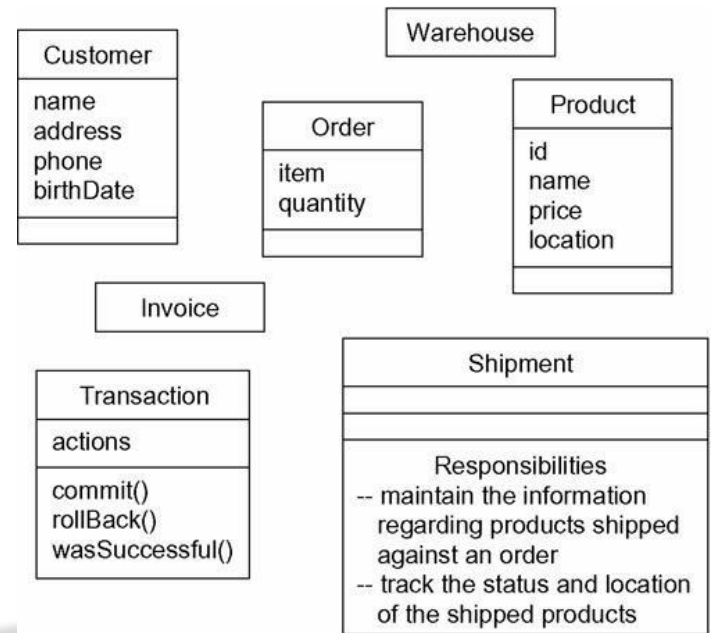 Warehouse
Customer
name
address
phone
birthDate
Order
item
quantity
Product
id
name
price
location
Invoice
Transaction
actions
commit()
rollBack()
wasSuccessful()
Shipment
Responsibilities
-- maintain the information
regarding products shipped
against an order
-- track the status and location
of the shipped products